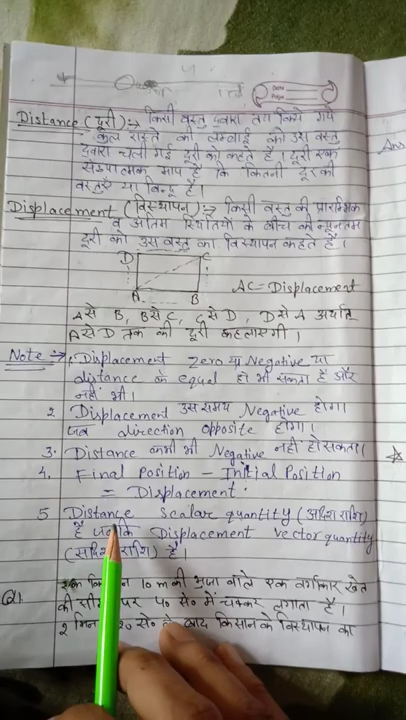 Distance (दूरी) :→ किसी वस्तु द्वारा तय किये गये
कुल रास्ते की लम्बाई को उस वस्तु
द्वारा चली गई दूरी को कहते हैं। दूरी एक
माप है कि कितनी दूर की
वस्तुएं या बिन्दु हैं।
Displacement (विस्थापन) :→ किसी वस्तु की प्रारम्भिक
व अंतिम स्थितियों के बीच की न्यूनतम
दूरी को उस वस्तु का विस्थापन कहते हैं।
D C
A B
AC = Displacement
A से B, B से C, C से D, D से A अर्थात
A से D तक की दूरी कहलाएगी।
Note → 1. Displacement Zero या Negative या
distance के equal हो भी सकता है और
नहीं भी।
2 Displacement उस समय Negative होगा।
जब direction opposite होगा।
3. Distance कभी भी Negative नहीं हो सकता।
4. Final Position - Initial Position
= Displacement.
5 Distance Scalar quantity (अदिश राशि)
है जबकि Displacement vector quantity
(सदिश राशि) है।
Q1. एक किसान 10 m की भुजा वाले एक वर्गाकार खेत
की सीमा पर 40 से० में चक्कर लगाता है।
2 मिनट 20 से० के बाद किसान के विस्थापन का
Ans